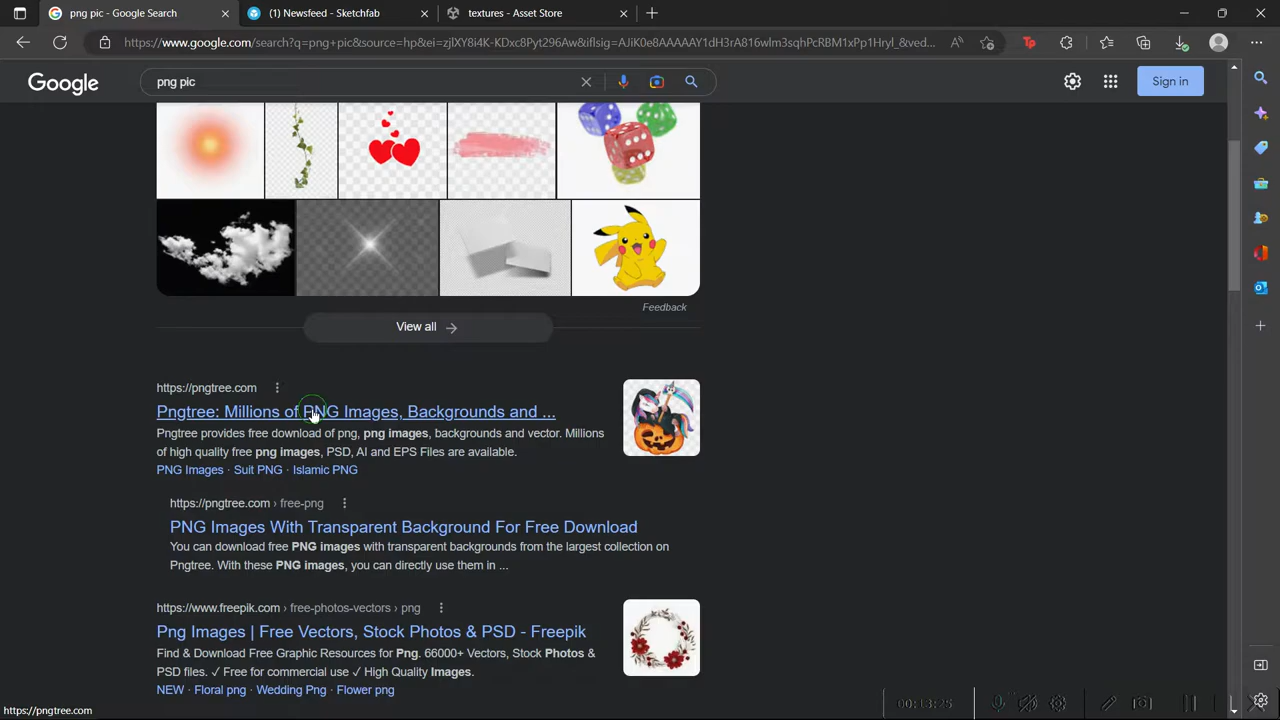 png pic - Google Search
(1) Newsfeed - Sketchfab
textures - Asset Store
https://www.google.com/search?q=png+pic&source=hp&ei=zjlXY8i4K-KDxc8Pyt296Aw&iflsig=AJiK0e8AAAAAY1dH3rA816wlm3sqhPcRBM1xPp1Hryl_&ved...
Google
png pic
Sign in
Feedback
View all
https://pngtree.com
Pngtree: Millions of PNG Images, Backgrounds and ...
Pngtree provides free download of png, png images, backgrounds and vector. Millions
of high quality free png images, PSD, AI and EPS Files are available.
PNG Images · Suit PNG · Islamic PNG
https://pngtree.com › free-png
PNG Images With Transparent Background For Free Download
You can download free PNG images with transparent backgrounds from the largest collection on
Pngtree. With these PNG images, you can directly use them in ...
https://www.freepik.com › free-photos-vectors › png
Png Images | Free Vectors, Stock Photos & PSD - Freepik
Find & Download Free Graphic Resources for Png. 66000+ Vectors, Stock Photos &
PSD files. ✓ Free for commercial use ✓ High Quality Images.
NEW · Floral png · Wedding Png · Flower png
https://pngtree.com
00:13:25